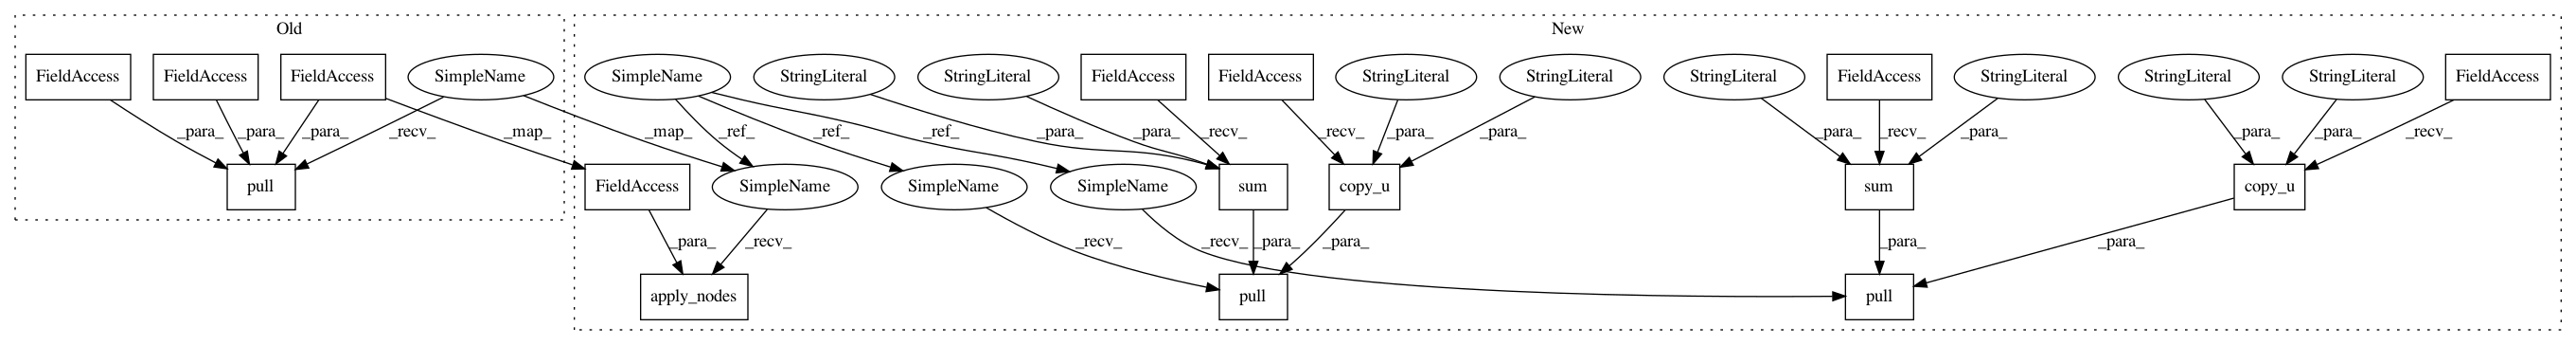 Old
New
FieldAccess
FieldAccess
FieldAccess
SimpleName
SimpleName
StringLiteral
StringLiteral
FieldAccess
FieldAccess
StringLiteral
StringLiteral
StringLiteral
FieldAccess
StringLiteral
StringLiteral
StringLiteral
FieldAccess
_para_
_para_
_para_
_recv_
_map_
_map_
_ref_
_ref_
_ref_
_para_
_para_
_recv_
_recv_
_para_
_para_
_para_
_recv_
_para_
_para_
_para_
_recv_
pull
FieldAccess
SimpleName
SimpleName
SimpleName
sum
copy_u
sum
copy_u
_para_
_recv_
_recv_
_recv_
_para_
_para_
_para_
_para_
apply_nodes
pull
pull